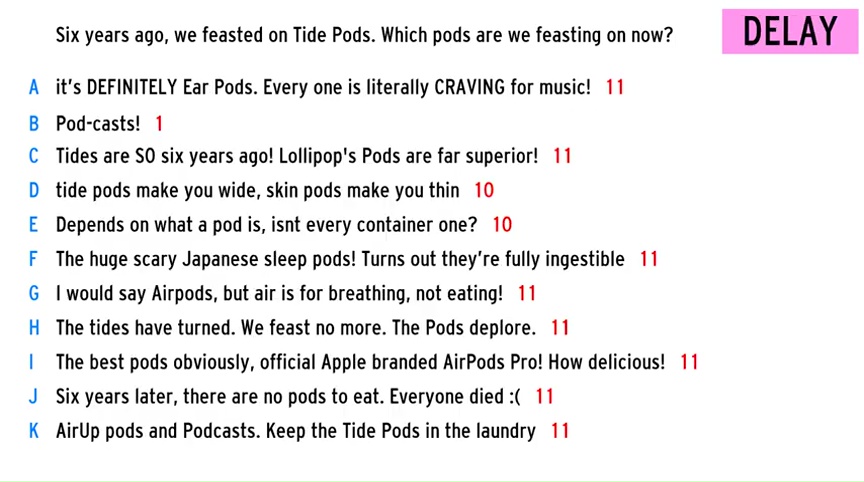 Six years ago, we feasted on Tide Pods. Which pods are we feasting on now?
DELAY
A it's DEFINITELY Ear Pods. Every one is literally CRAVING for music! 11
B Pod-casts! 1
C Tides are SO six years ago! Lollipop's Pods are far superior! 11
D tide pods make you wide, skin pods make you thin 10
E Depends on what a pod is, isnt every container one? 10
F The huge scary Japanese sleep pods! Turns out they're fully ingestible 11
G I would say Airpods, but air is for breathing, not eating! 11
H The tides have turned. We feast no more. The Pods deplore. 11
I The best pods obviously, official Apple branded AirPods Pro! How delicious! 11
J Six years later, there are no pods to eat. Everyone died :( 11
K AirUp pods and Podcasts. Keep the Tide Pods in the laundry 11